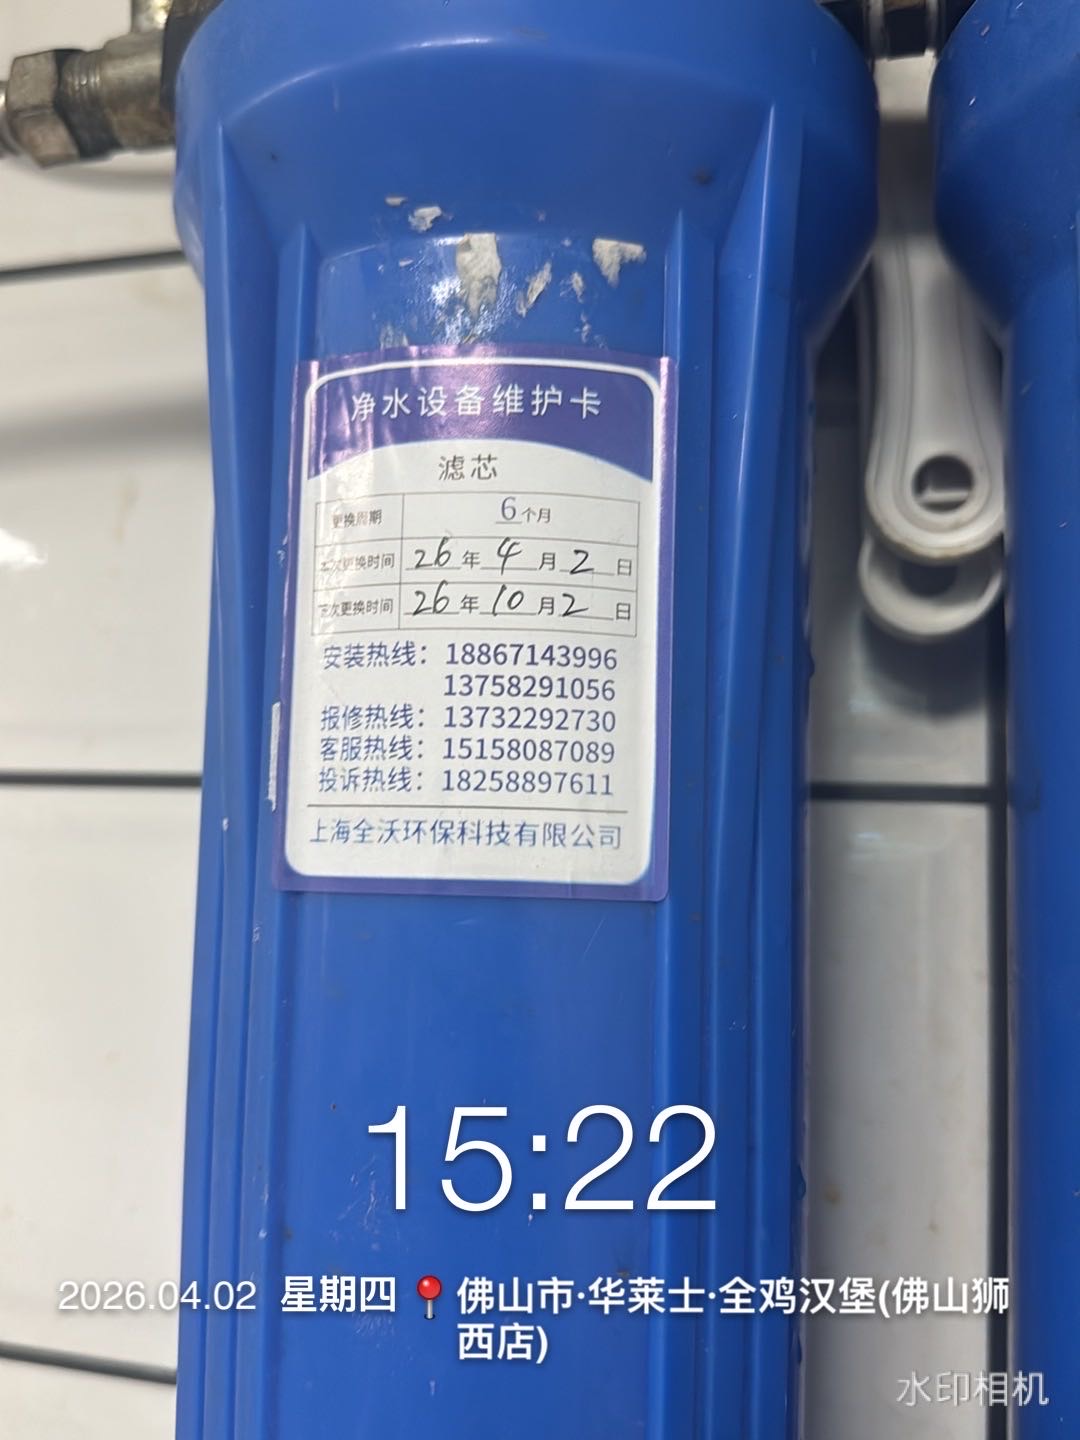 净水设备维护卡
滤芯
更换周期 6个月
本次更换时间 26年4月2日
下次更换时间 26年10月2日
安装热线：18867143996
13758291056
报修热线：13732292730
客服热线：15158087089
投诉热线：18258897611
上海全沃环保科技有限公司
15:22
2026.04.02 星期四 佛山市·华莱士·全鸡汉堡(佛山狮
西店)
水印相机